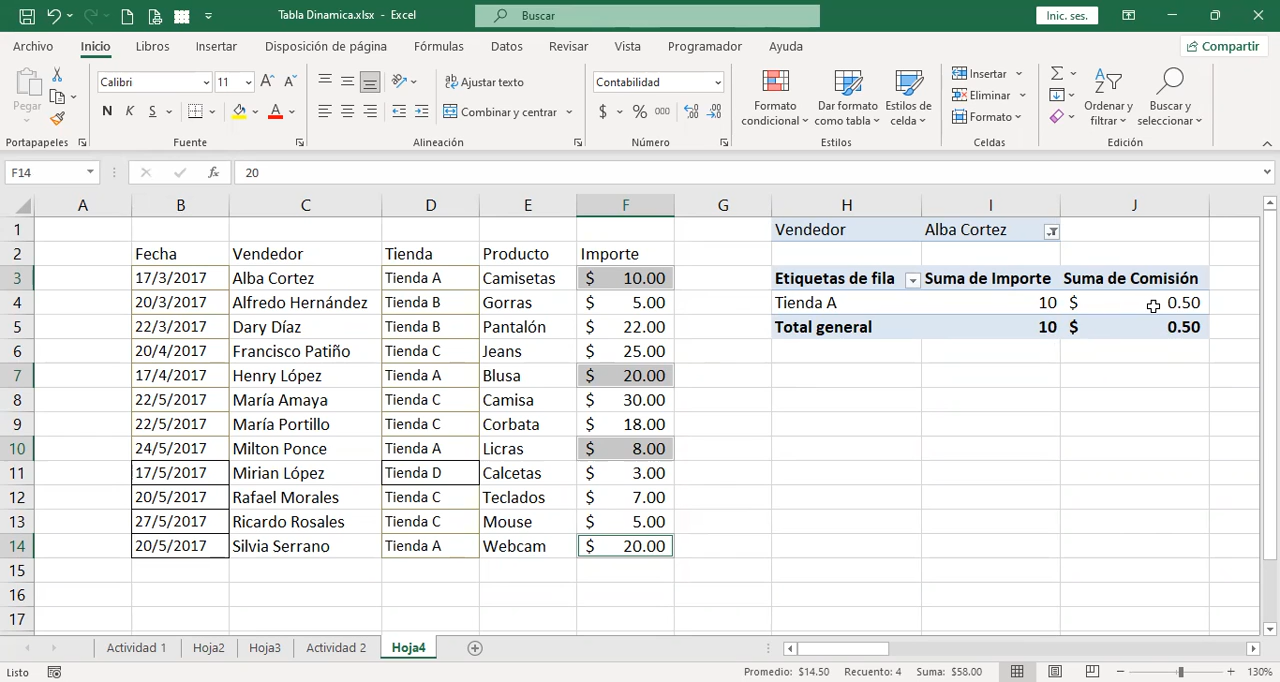 Tabla Dinamica.xlsx - Excel
Buscar
Inic. ses.
Archivo Inicio Libros Insertar Disposición de página Fórmulas Datos Revisar Vista Programador Ayuda Compartir
Pegar
Calibri 11
N K S
Ajustar texto
Combinar y centrar
Contabilidad
$ % 000
Formato condicional
Dar formato como tabla
Estilos de celda
Insertar
Eliminar
Formato
Ordenar y filtrar
Buscar y seleccionar
Portapapeles Fuente Alineación Número Estilos Celdas Edición
F14 fx 20
A B C D E F G H I J
1 Vendedor Alba Cortez
2 Fecha Vendedor Tienda Producto Importe
3 17/3/2017 Alba Cortez Tienda A Camisetas $ 10.00 Etiquetas de fila Suma de Importe Suma de Comisión
4 20/3/2017 Alfredo Hernández Tienda B Gorras $ 5.00 Tienda A 10 $ 0.50
5 22/3/2017 Dary Díaz Tienda B Pantalón $ 22.00 Total general 10 $ 0.50
6 20/4/2017 Francisco Patiño Tienda C Jeans $ 25.00
7 17/4/2017 Henry López Tienda A Blusa $ 20.00
8 22/5/2017 María Amaya Tienda C Camisa $ 30.00
9 22/5/2017 María Portillo Tienda C Corbata $ 18.00
10 24/5/2017 Milton Ponce Tienda A Licras $ 8.00
11 17/5/2017 Mirian López Tienda D Calcetas $ 3.00
12 20/5/2017 Rafael Morales Tienda C Teclados $ 7.00
13 27/5/2017 Ricardo Rosales Tienda C Mouse $ 5.00
14 20/5/2017 Silvia Serrano Tienda A Webcam $ 20.00
15
16
17
Actividad 1 Hoja2 Hoja3 Actividad 2 Hoja4
Listo Promedio: $14.50 Recuento: 4 Suma: $58.00 130%